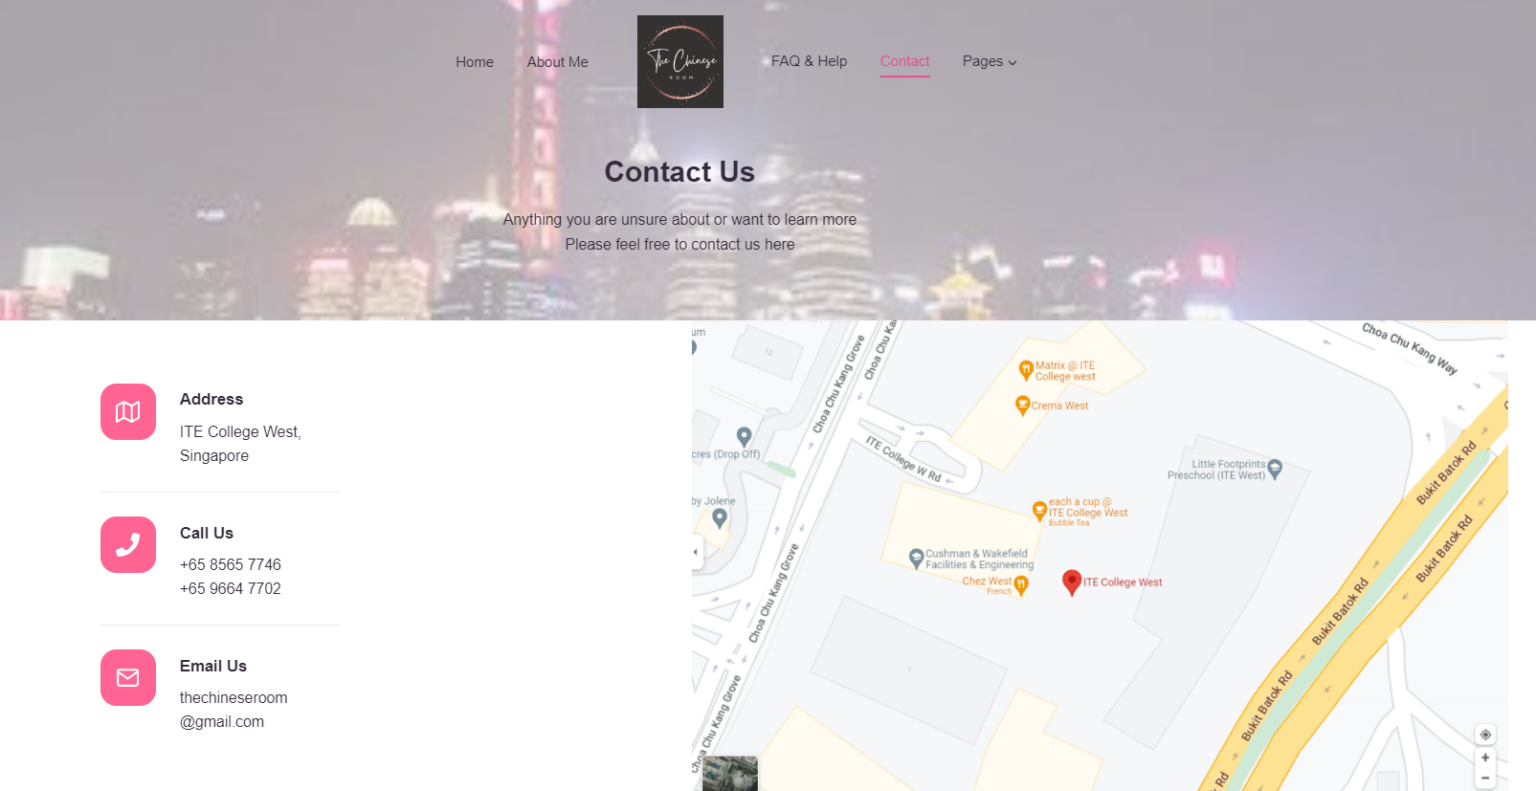 Home
About Me
The Chinese
ROOM
FAQ & Help
Contact
Pages
Contact Us
Anything you are unsure about or want to learn more
Please feel free to contact us here
Address
ITE College West,
Singapore
Call Us
+65 8565 7746
+65 9664 7702
Email Us
thechineseroom
@gmail.com
um
12
Choa Chu Kang Grove
Choa Chu Ka
Choa Chu Kang Way
Matrix @ ITE
College west
Crema West
ITE College W Rd
cres (Drop Off)
Little Footprints
Preschool (ITE West)
Bukit Batok Rd
Bukit Batok Rd
by Jolene
each a cup @
ITE College West
Bubble Tea
Cushman & Wakefield
Facilities & Engineering
Chez West
French
ITE College West
Choa Chu Kang Grove
Bukit Batok Rd
Bukit Batok Rd
Choa Chu Kang Grove
Rd